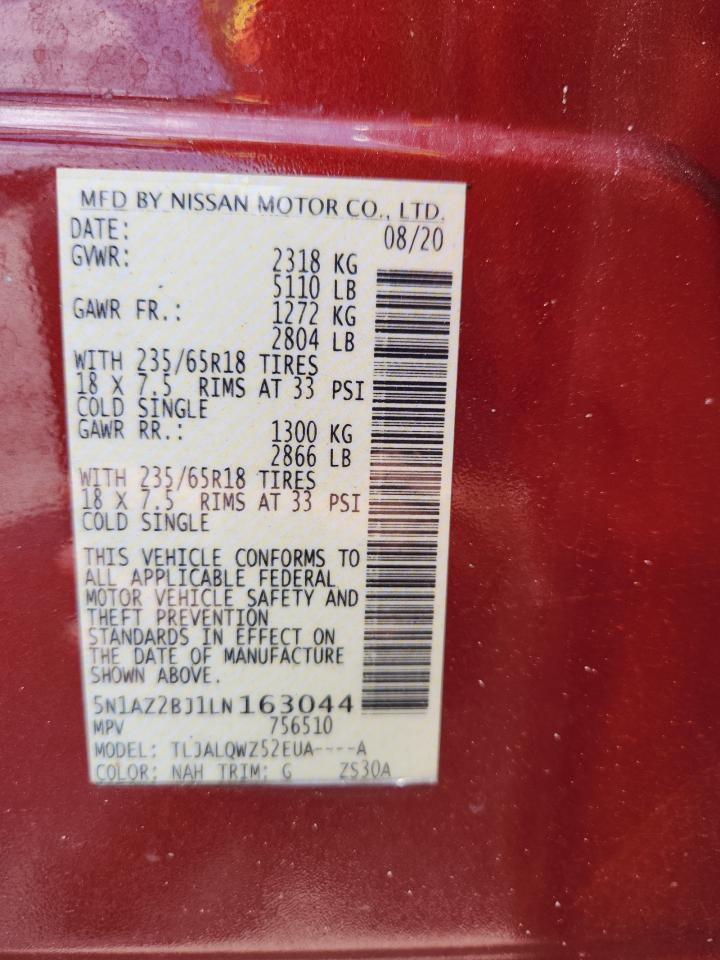 MFD BY NISSAN MOTOR CO., LTD.
DATE: 08/20
GVWR: 2318 KG
5110 LB
GAWR FR.: 1272 KG
2804 LB
WITH 235/65R18 TIRES
18 X 7.5 RIMS AT 33 PSI
COLD SINGLE
GAWR RR.: 1300 KG
2866 LB
WITH 235/65R18 TIRES
18 X 7.5 RIMS AT 33 PSI
COLD SINGLE
THIS VEHICLE CONFORMS TO
ALL APPLICABLE FEDERAL
MOTOR VEHICLE SAFETY AND
THEFT PREVENTION
STANDARDS IN EFFECT ON
THE DATE OF MANUFACTURE
SHOWN ABOVE.
5N1AZ2BJ1LN163044
MPV 756510
MODEL: TLJALQWZ52EUA----A
COLOR: NAH TRIM: G ZS30A